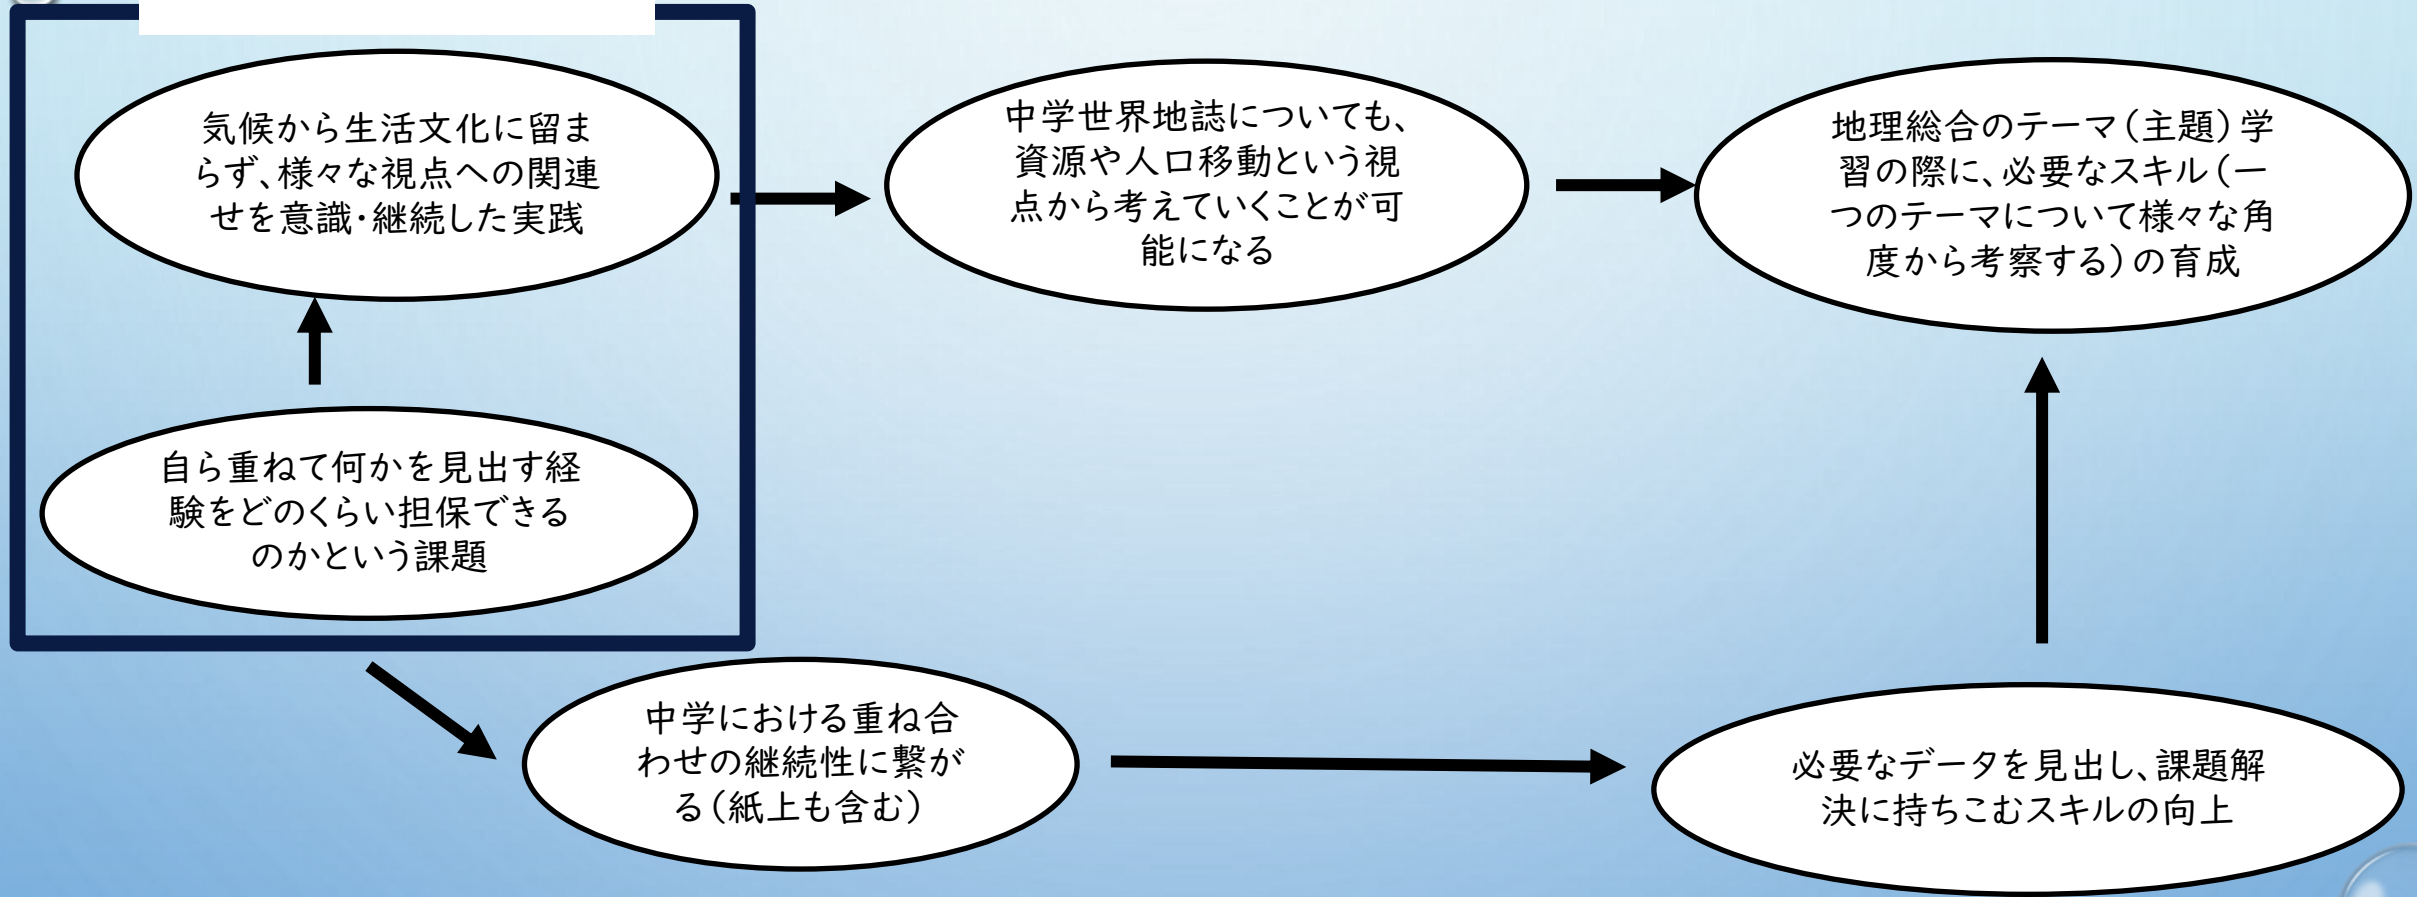 気候から生活文化に留ま
らず、様々な視点への関連
せを意識・継続した実践
中学世界地誌についても、
資源や人口移動という視
点から考えていくことが可
能になる
地理総合のテーマ（主題）学
習の際に、必要なスキル（一
つのテーマについて様々な角
度から考察する）の育成
自ら重ねて何かを見出す経
験をどのくらい担保できる
のかという課題
中学における重ね合
わせの継続性に繋が
る（紙上も含む）
必要なデータを見出し、課題解
決に持ちこむスキルの向上